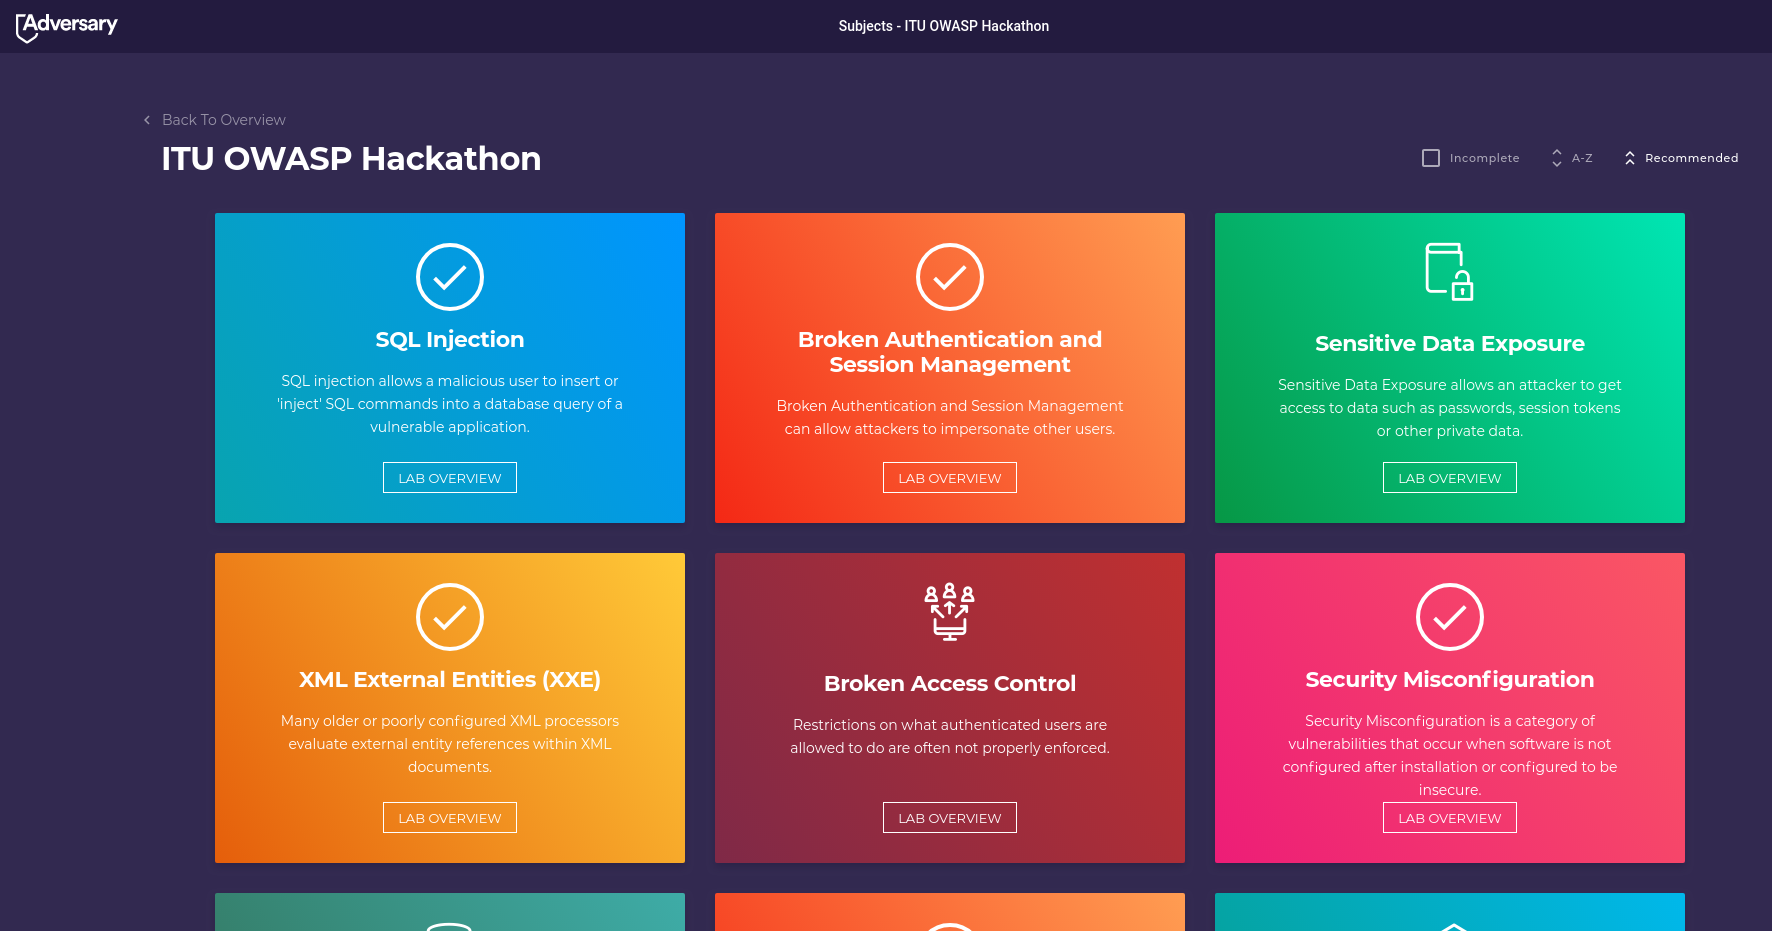 Adversary
Subjects - ITU OWASP Hackathon
Back To Overview
ITU OWASP Hackathon
Incomplete
A-Z
Recommended
SQL Injection
SQL injection allows a malicious user to insert or
'inject' SQL commands into a database query of a
vulnerable application.
LAB OVERVIEW
Broken Authentication and
Session Management
Broken Authentication and Session Management
can allow attackers to impersonate other users.
LAB OVERVIEW
Sensitive Data Exposure
Sensitive Data Exposure allows an attacker to get
access to data such as passwords, session tokens
or other private data.
LAB OVERVIEW
XML External Entities (XXE)
Many older or poorly configured XML processors
evaluate external entity references within XML
documents.
LAB OVERVIEW
Broken Access Control
Restrictions on what authenticated users are
allowed to do are often not properly enforced.
LAB OVERVIEW
Security Misconfiguration
Security Misconfiguration is a category of
vulnerabilities that occur when software is not
configured after installation or configured to be
insecure.
LAB OVERVIEW